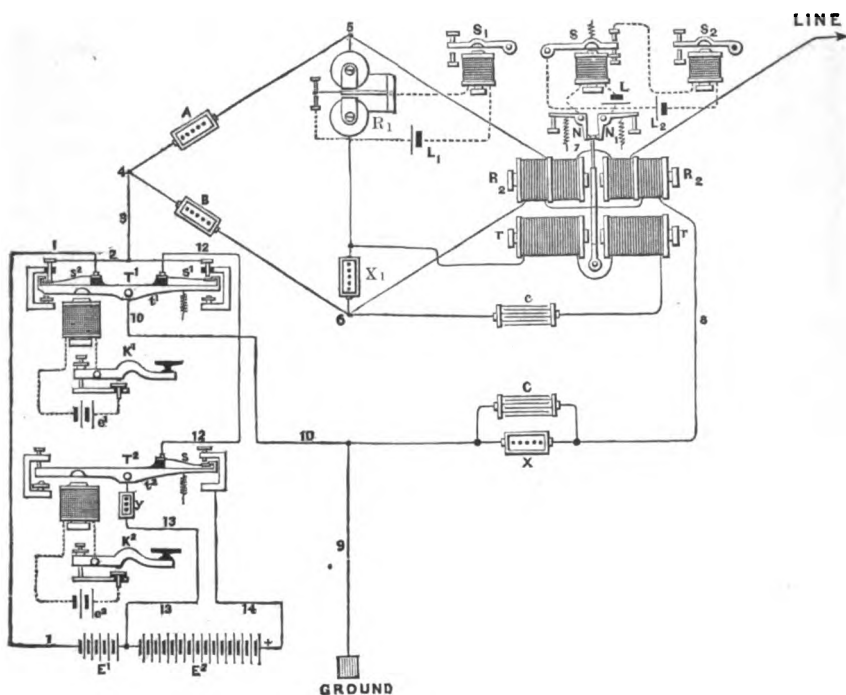 LINE
5
S₁
S
S₂
A
R₁
L
L₁
L₂
N
N₁
7
4
B
R₂
R₂
3
r
r
1
2
12
S²
T¹
S¹
t¹
10
X₁
6
c
8
K¹
e¹
C
12
10
X
T²
S
t²
y
13
K²
9
e²
13
14
1
+
E¹
E²
GROUND